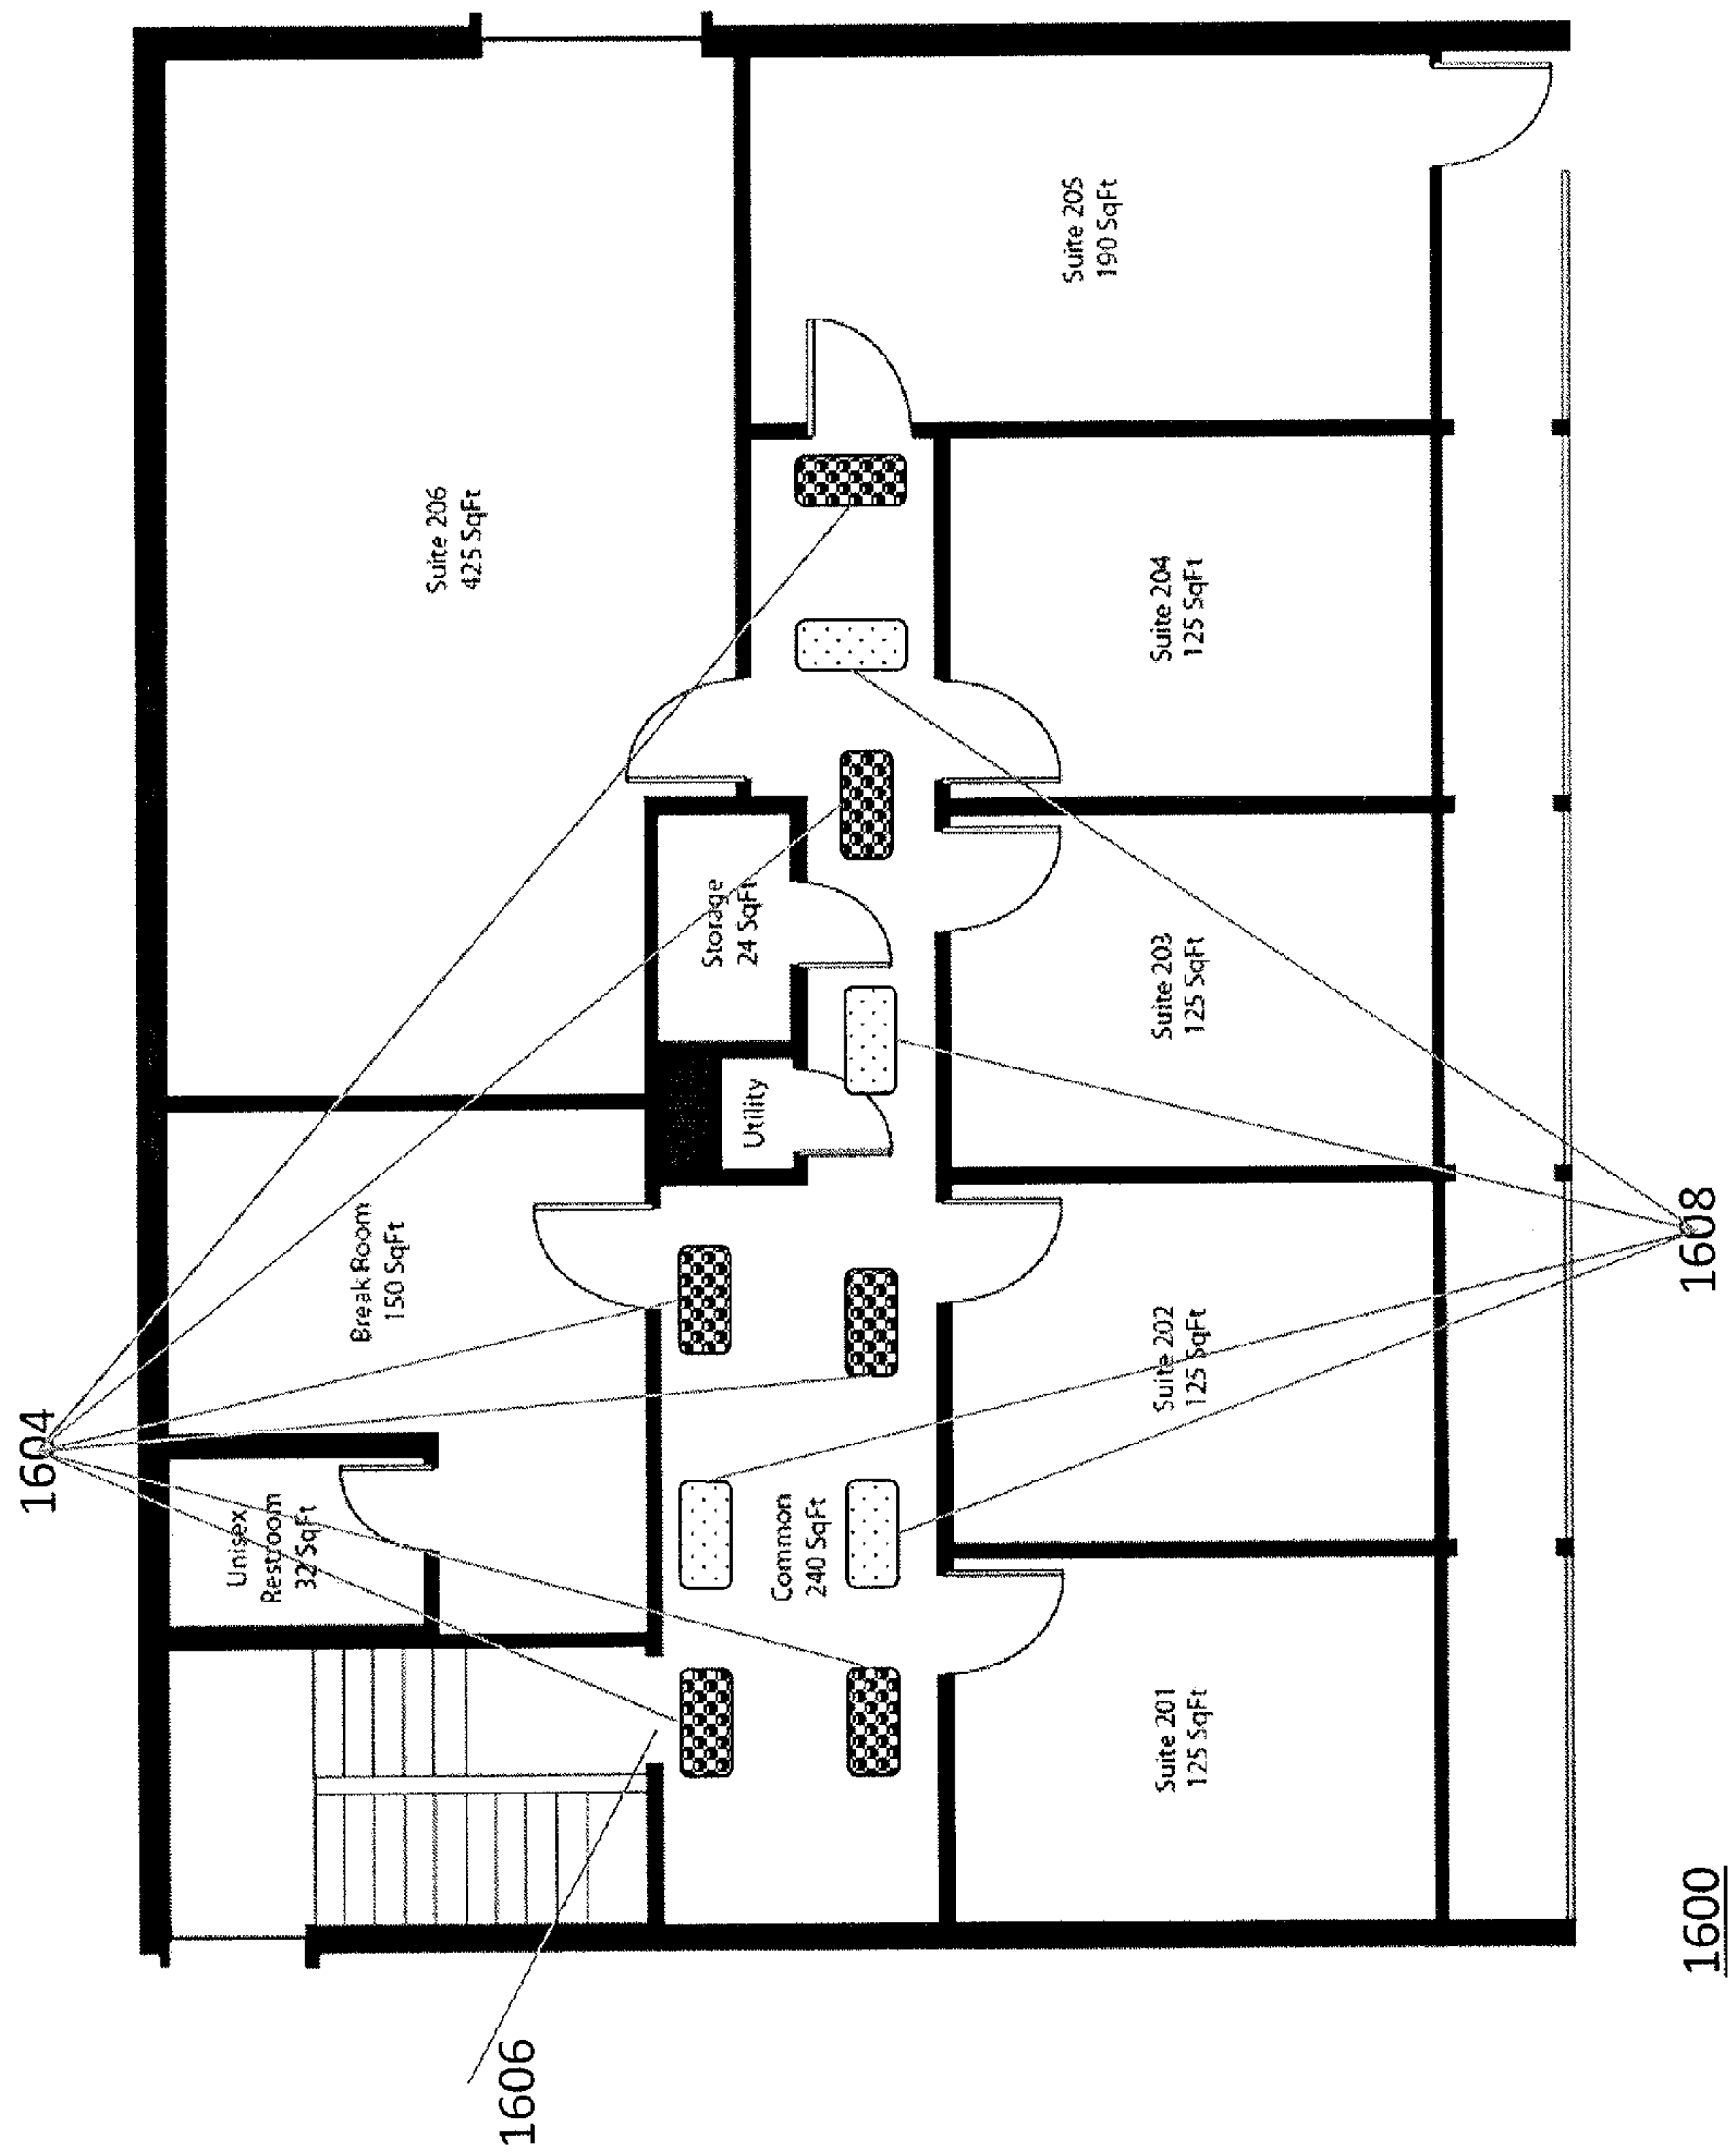 1604
1606
Unisex
Restroom
32 SqFt
Break Room
150 SqFt
Suite 206
425 SqFt
Utility
Storage
24 SqFt
Common
240 SqFt
Suite 201
125 SqFt
Suite 202
125 SqFt
Suite 203
125 SqFt
Suite 204
125 SqFt
Suite 205
190 SqFt
1608
1600